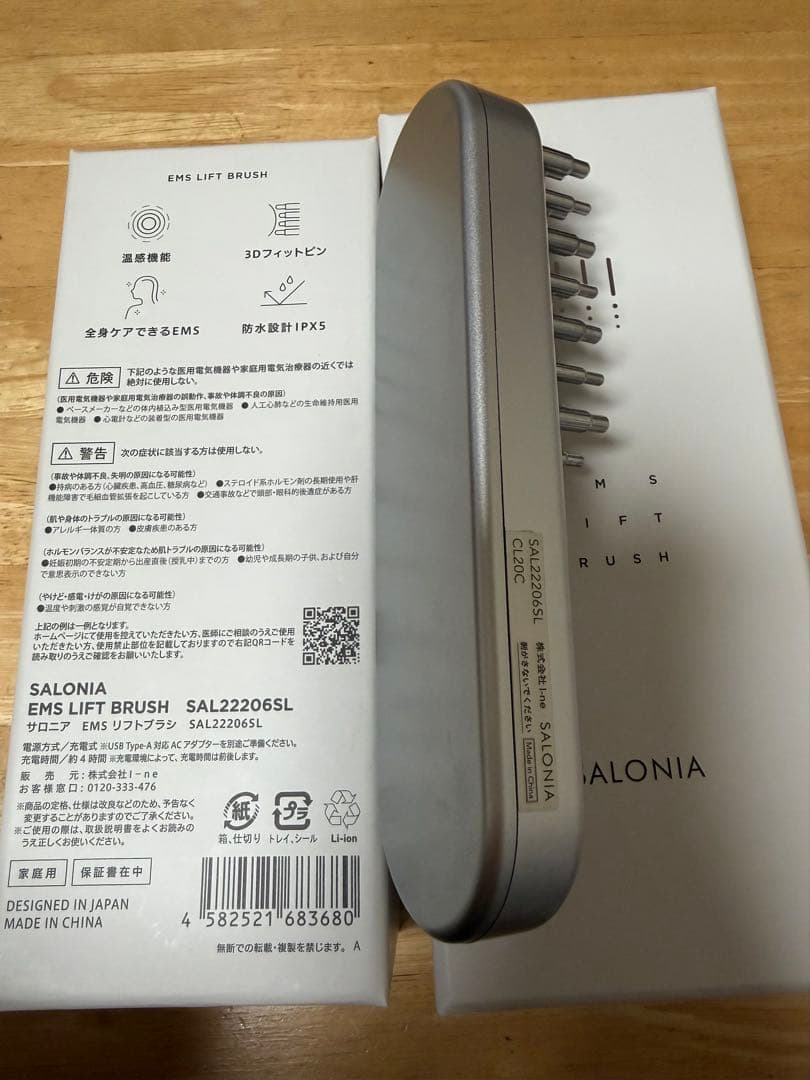 EMS LIFT BRUSH
温感機能
3Dフィットピン
全身ケアできるEMS
防水設計IPX5
⚠ 危険
下記のような医用電気機器や家庭用電気治療器の近くでは
絶対に使用しない。
(医用電気機器や家庭用電気治療器の誤動作、事故や体調不良の原因)
●ペースメーカーなどの体内植込み型医用電気機器 ●人工心肺などの生命維持用医用
電気機器 ●心電計などの装着型の医用電気機器
⚠ 警告
次の症状に該当する方は使用しない。
(事故や体調不良、失明の原因になる可能性)
●持病のある方(心臓疾患、高血圧、糖尿病など) ●ステロイド系ホルモン剤の長期使用や肝
機能障害で毛細血管拡張を起こしている方 ●交通事故などで頭部・眼科的後遺症がある方
(肌や身体のトラブルの原因になる可能性)
●アレルギー体質の方 ●皮膚疾患のある方
(ホルモンバランスが不安定なため肌トラブルの原因になる可能性)
●妊娠初期の不安定期から出産直後(授乳中)までの方 ●幼児や成長期の子供、および自分
で意思表示のできない方
(やけど・感電・けがの原因になる可能性)
●温度や刺激の感覚が自覚できない方
上記の例は一例となります。
ホームページにて使用を控えていただきたい方、医師にご相談のうえご使用
いただきたい方、使用禁止部位を記載しておりますので右記QRコードを
読み取りのうえご確認をお願いいたします。
SALONIA
EMS LIFT BRUSH SAL22206SL
サロニア EMS リフトブラシ SAL22206SL
電源方式/充電式 ※USB Type-A対応ACアダプターを別途ご準備ください。
充電時間/約4時間 ※充電環境によって、充電時間は前後します。
販売元:株式会社I-ne
お客様窓口:0120-333-476
※商品の定格、仕様は改良などのため、予告なく
変更することがありますのでご了承ください。
※ご使用の際は、取扱説明書をよくお読みの
うえ正しくお使いください。
紙
箱、仕切り
プラ
トレイ、シール
Li-ion
家庭用
保証書在中
DESIGNED IN JAPAN
MADE IN CHINA
4 582521 683680
無断での転載・複製を禁じます。 A
SAL22206SL
CL20C
株式会社 I-ne SALONIA
剥がさないでください
Made in China
M S
I F T
R U S H
SALONIA